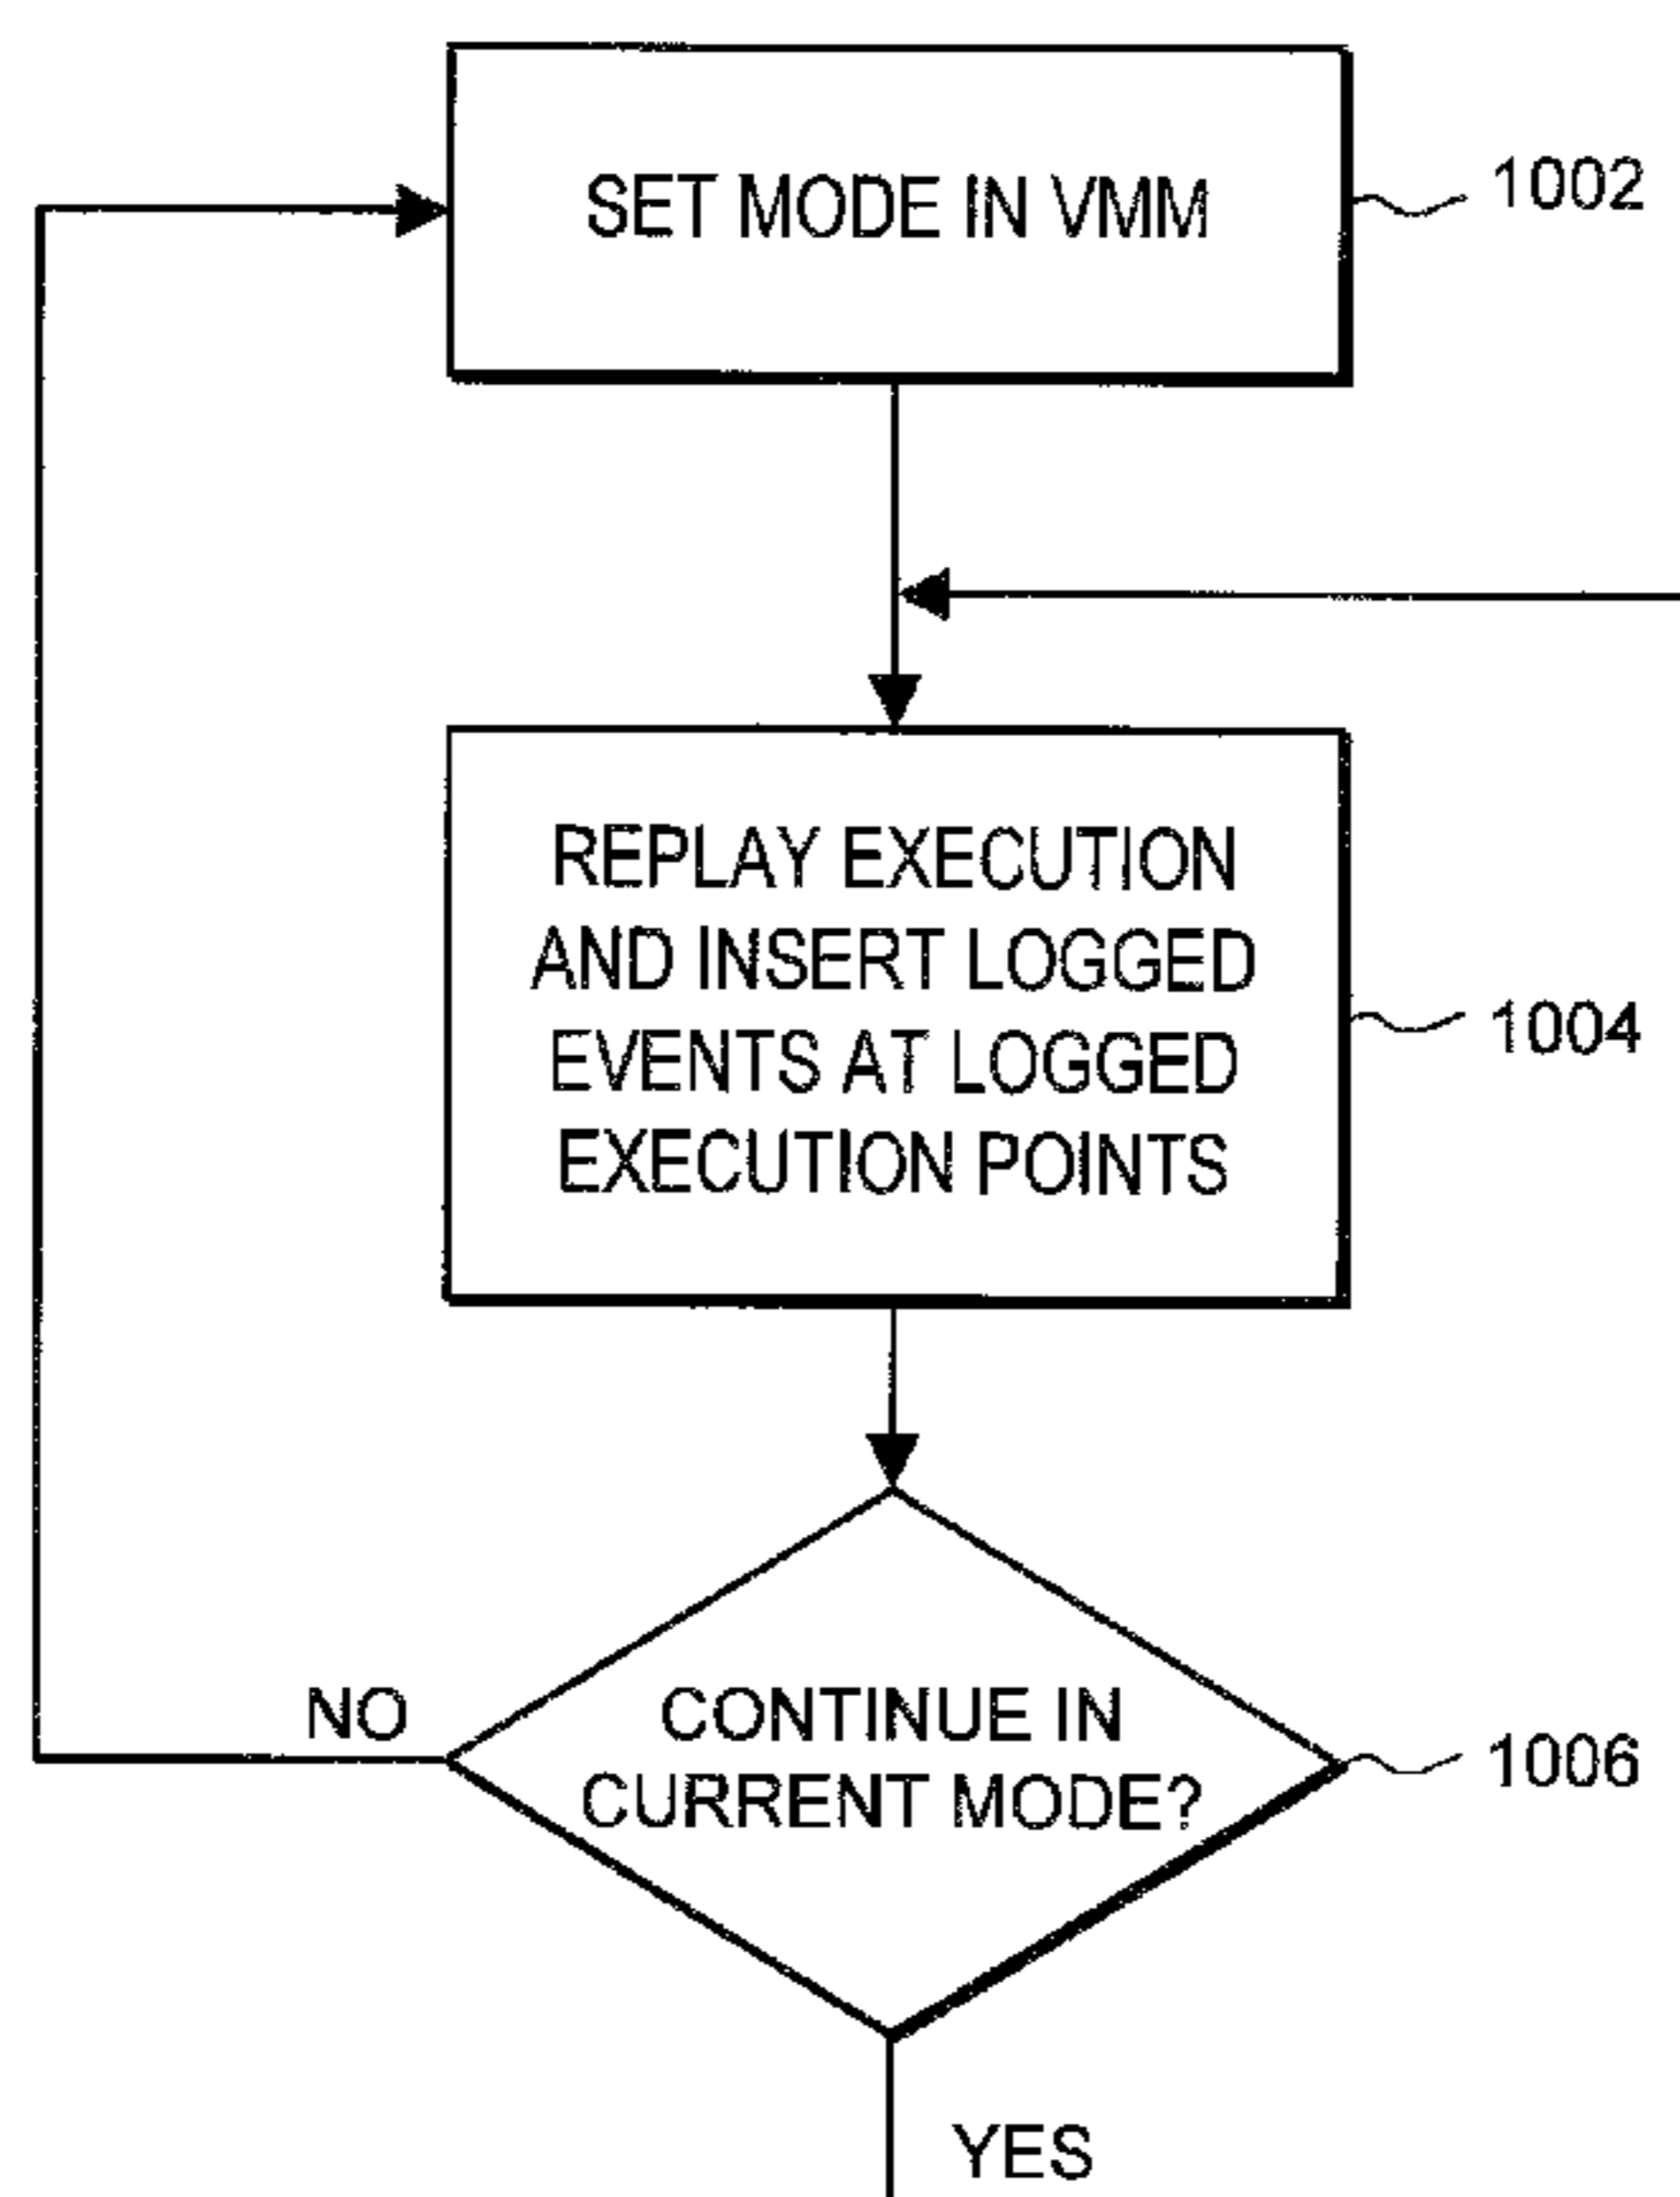 SET MODE IN VMM
1002
REPLAY EXECUTION
AND INSERT LOGGED
EVENTS AT LOGGED
EXECUTION POINTS
1004
NO
CONTINUE IN
CURRENT MODE?
1006
YES